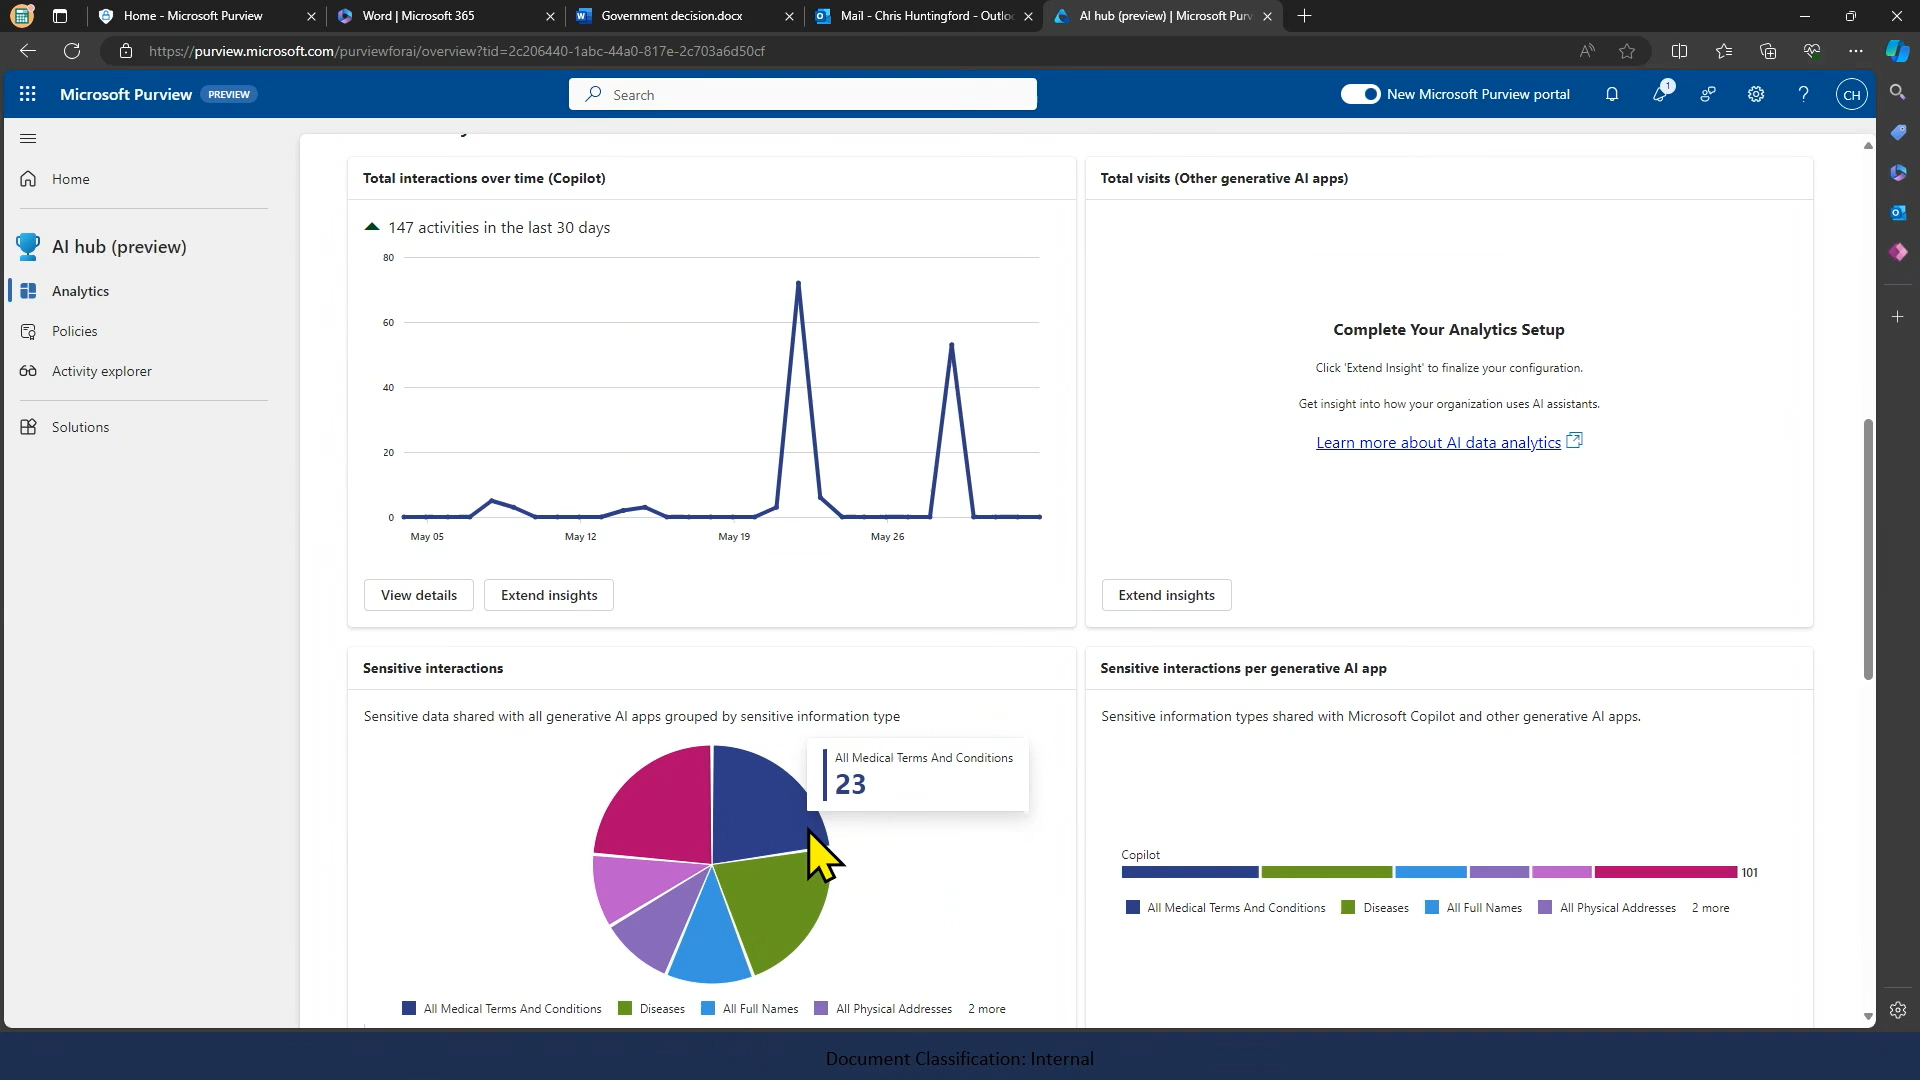 Home - Microsoft Purview
Word | Microsoft 365
Government decision.docx
Mail - Chris Huntingford - Outlo
AI hub (preview) | Microsoft Purv
https://purview.microsoft.com/purviewforai/overview?tid=2c206440-1abc-44a0-817e-2c703a6d50cf
Microsoft Purview PREVIEW
Search
New Microsoft Purview portal
1
CH
Home
AI hub (preview)
Analytics
Policies
Activity explorer
Solutions
Total interactions over time (Copilot)
147 activities in the last 30 days
80
60
40
20
0
May 05 May 12 May 19 May 26
View details
Extend insights
Total visits (Other generative AI apps)
Complete Your Analytics Setup
Click 'Extend Insight' to finalize your configuration.
Get insight into how your organization uses AI assistants.
Learn more about AI data analytics
Extend insights
Sensitive interactions
Sensitive data shared with all generative AI apps grouped by sensitive information type
All Medical Terms And Conditions
23
All Medical Terms And Conditions Diseases All Full Names All Physical Addresses 2 more
Sensitive interactions per generative AI app
Sensitive information types shared with Microsoft Copilot and other generative AI apps.
Copilot
101
All Medical Terms And Conditions Diseases All Full Names All Physical Addresses 2 more
Document Classification: Internal